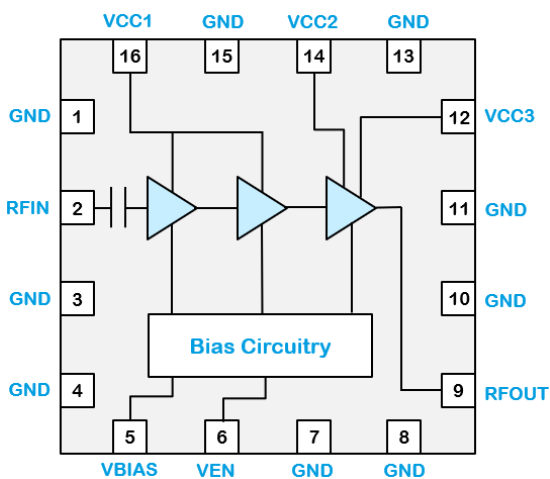 VCC1 GND VCC2 GND
16 15 14 13
GND 1 12 VCC3
RFIN 2 11 GND
GND 3 10 GND
Bias Circuitry
GND 4 9 RFOUT
5 6 7 8
VBIAS VEN GND GND